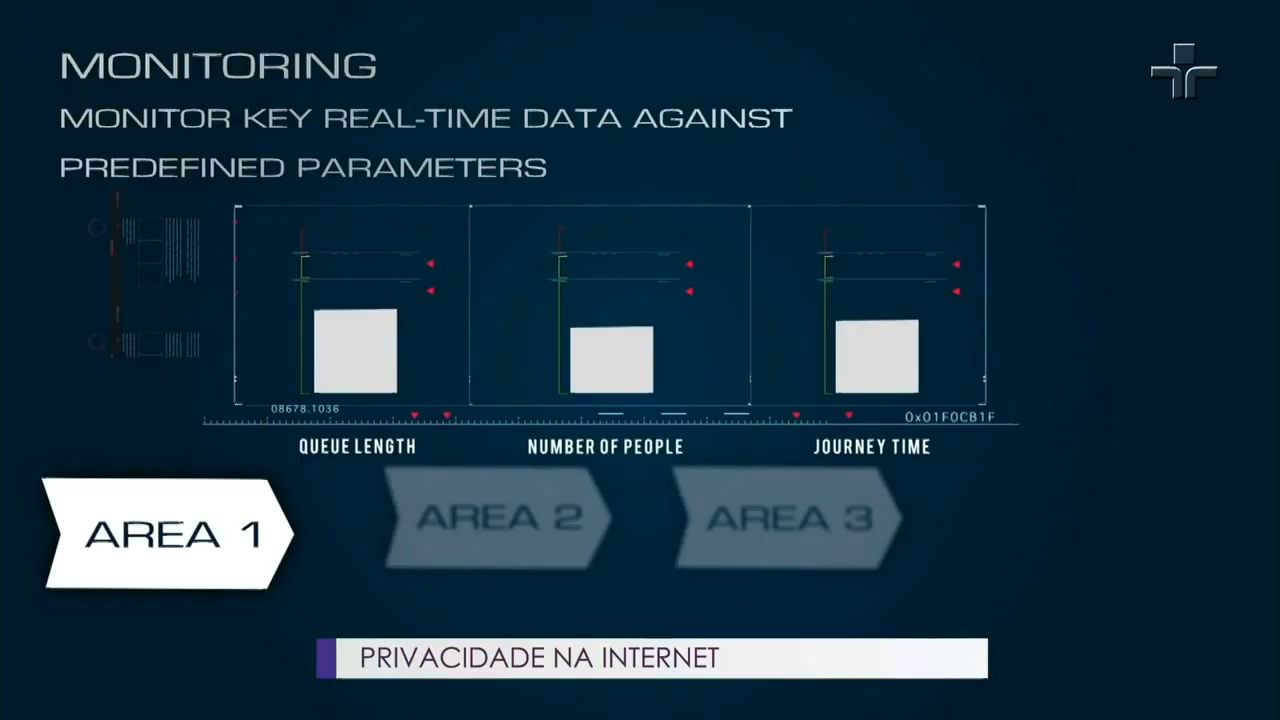 MONITORING
MONITOR KEY REAL-TIME DATA AGAINST
PREDEFINED PARAMETERS
08678.1036
0x01F0CB1F
QUEUE LENGTH
NUMBER OF PEOPLE
JOURNEY TIME
AREA 1
AREA 2
AREA 3
PRIVACIDADE NA INTERNET